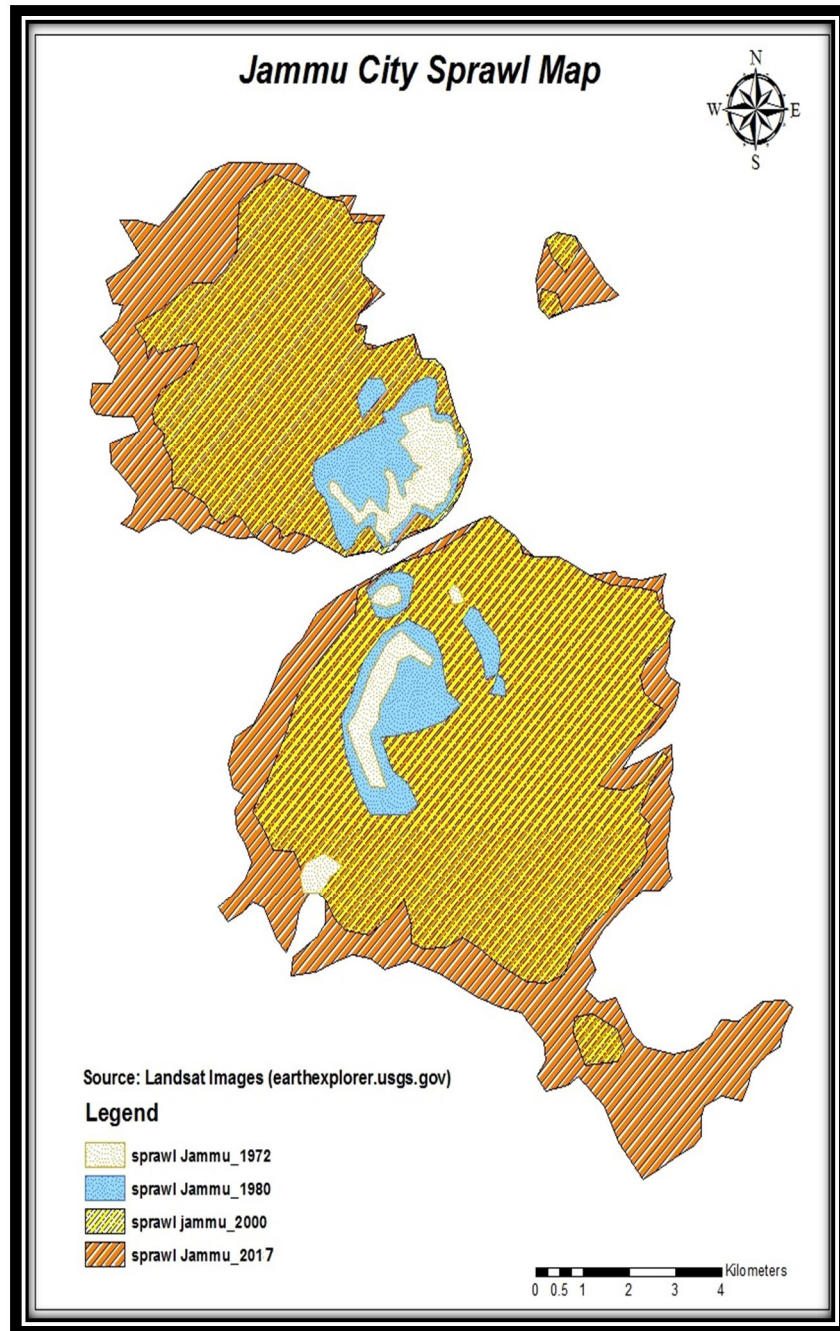 Jammu City Sprawl Map
N
W E
S
Source: Landsat Images (earthexplorer.usgs.gov)
Legend
sprawl Jammu_1972
sprawl Jammu_1980
sprawl jammu_2000
sprawl Jammu_2017
Kilometers
0 0.5 1 2 3 4